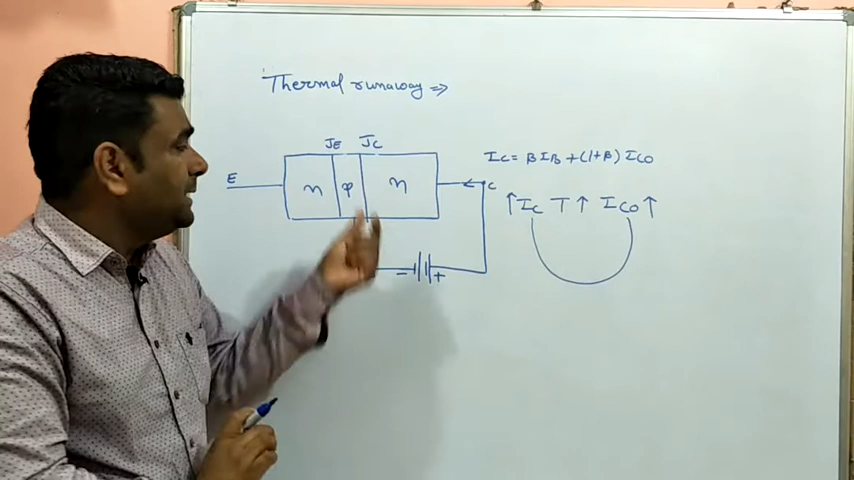 Thermal runaway ⇒
JE JC
E n p n C
IC = βIB + (1+β) ICO
↑ IC T ↑ ICO ↑
− +